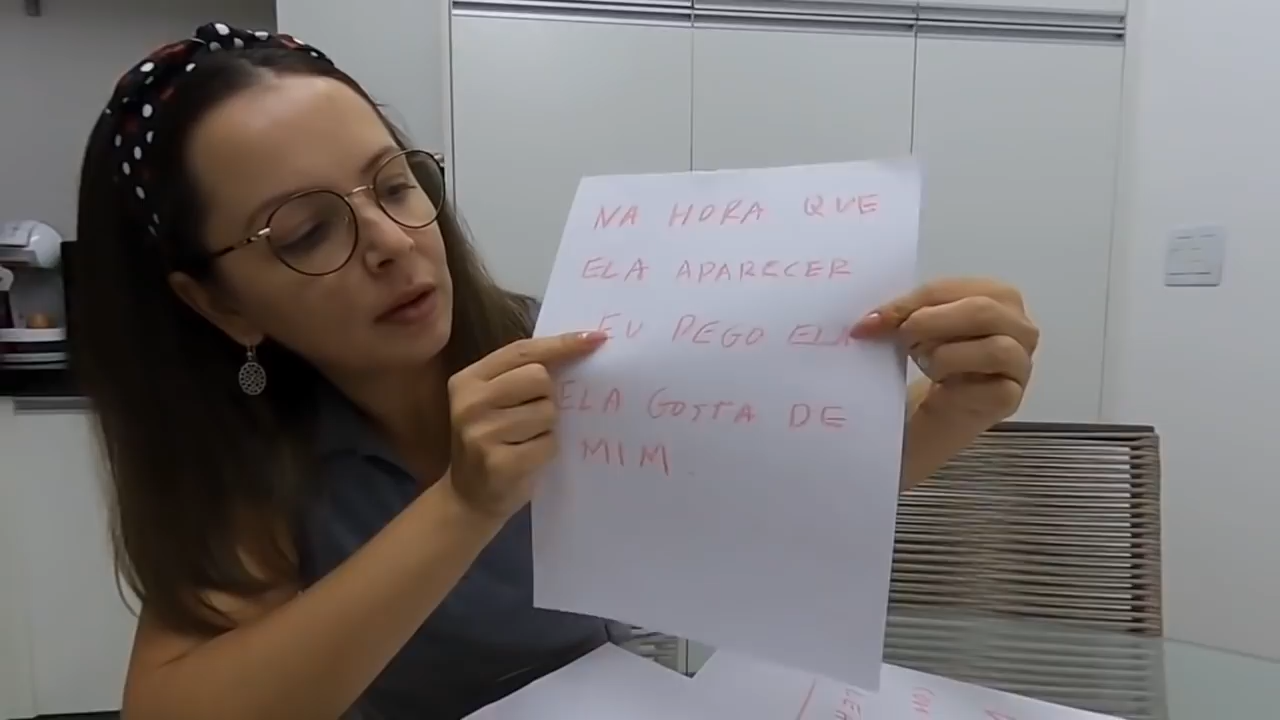 NA HORA QUE
ELA APARECER
EU PEGO ELA
ELA GOSTA DE
MIM.